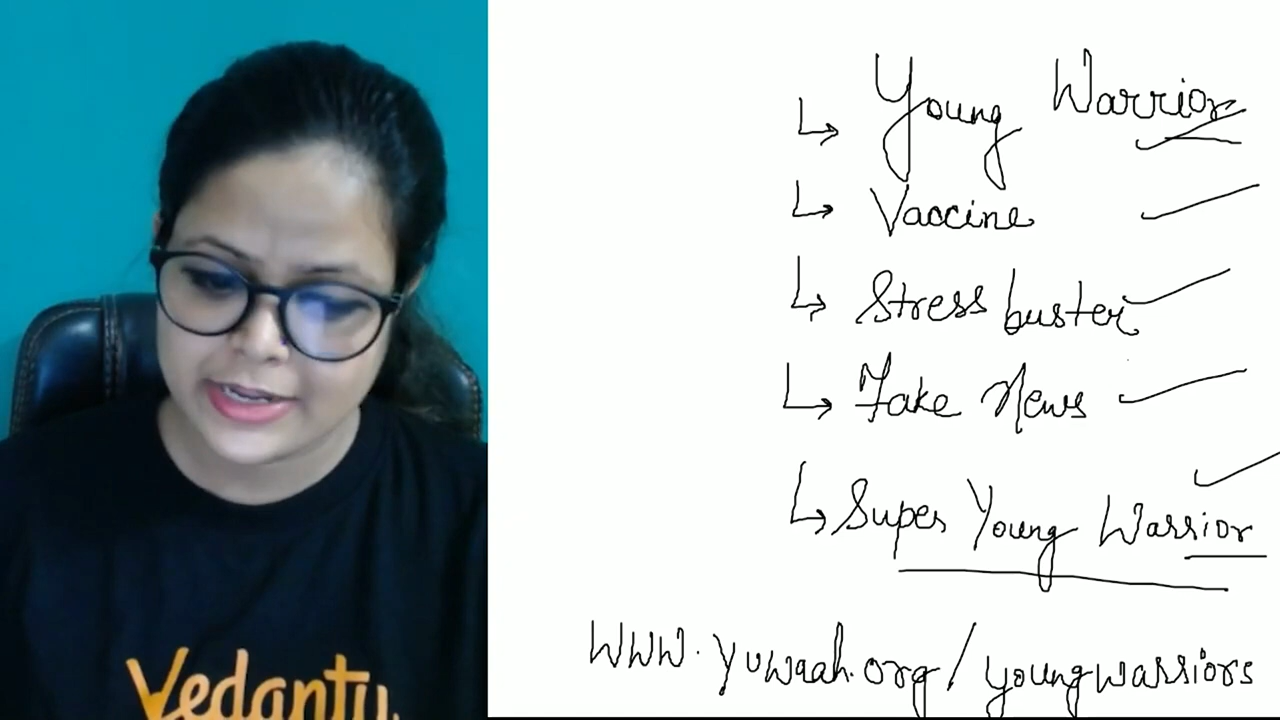 Young Warrior
Vaccine
Stress buster
Fake News
Super Young Warrior
www.yuwaah.org/youngwarriors
Vedantu